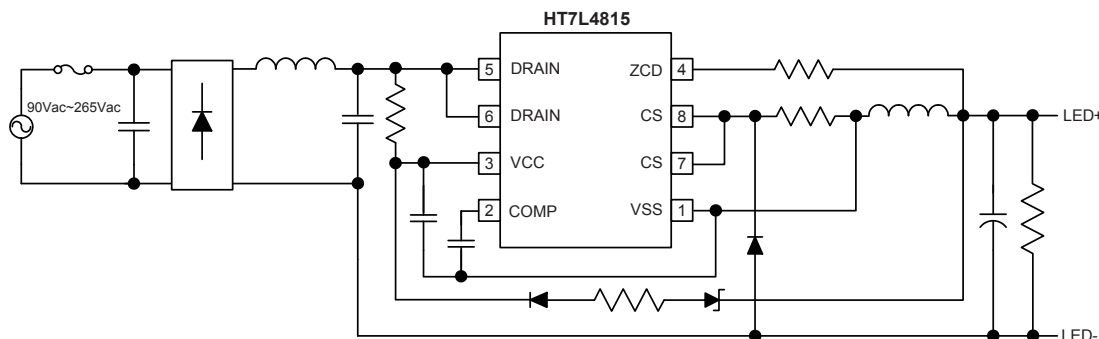 HT7L4815
90Vac~265Vac
5 DRAIN ZCD 4
6 DRAIN CS 8
3 VCC CS 7
2 COMP VSS 1
LED+
LED-